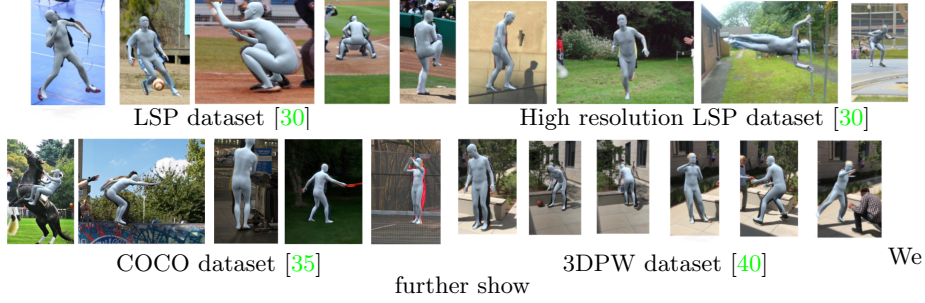 LSP dataset [30]
High resolution LSP dataset [30]
COCO dataset [35]
3DPW dataset [40]
We
further show